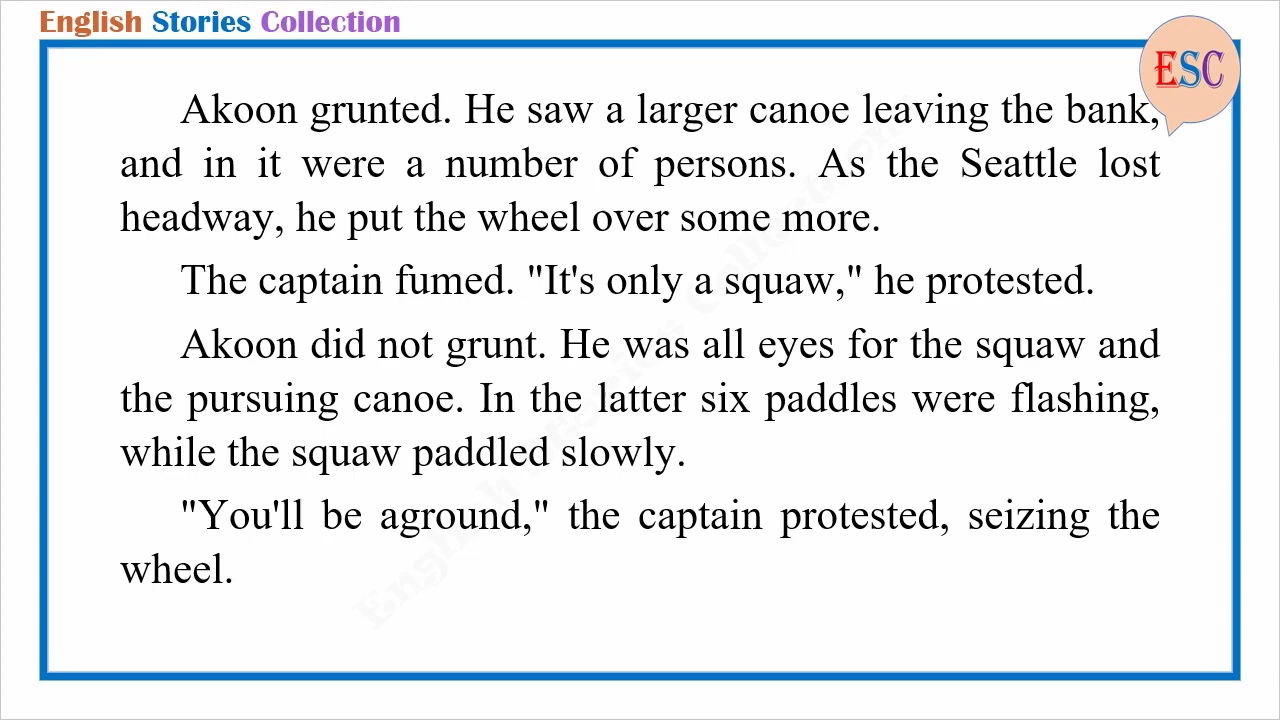 English Stories Collection
ESC
Akoon grunted. He saw a larger canoe leaving the bank,
and in it were a number of persons. As the Seattle lost
headway, he put the wheel over some more.
The captain fumed. "It's only a squaw," he protested.
Akoon did not grunt. He was all eyes for the squaw and
the pursuing canoe. In the latter six paddles were flashing,
while the squaw paddled slowly.
"You'll be aground," the captain protested, seizing the
wheel.
English Stories Collection